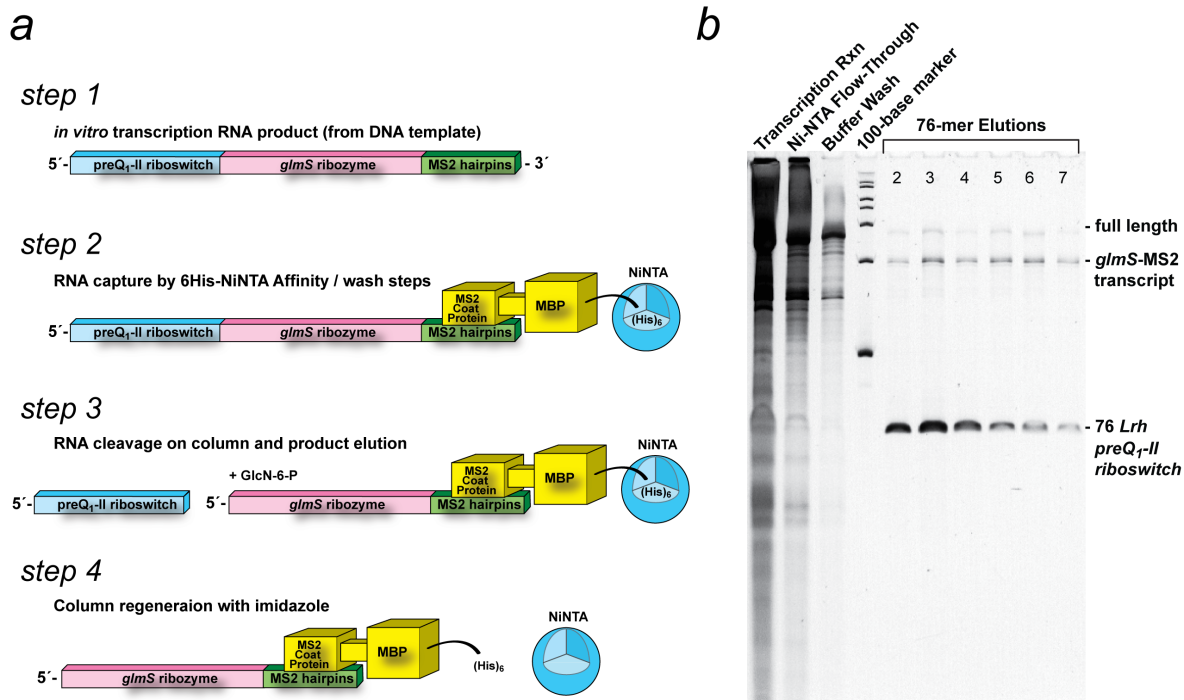 a
step 1
in vitro transcription RNA product (from DNA template)
5´- preQ1-II riboswitch glmS ribozyme MS2 hairpins - 3´
step 2
RNA capture by 6His-NiNTA Affinity / wash steps
NiNTA
MS2
Coat
Protein
MBP
(His)6
5´- preQ1-II riboswitch glmS ribozyme MS2 hairpins
step 3
RNA cleavage on column and product elution
NiNTA
+ GlcN-6-P
MS2
Coat
Protein
MBP
(His)6
5´- preQ1-II riboswitch 5´- glmS ribozyme MS2 hairpins
step 4
Column regeneraion with imidazole
NiNTA
MS2
Coat
Protein
MBP
(His)6
5´- glmS ribozyme MS2 hairpins
b
Transcription Rxn
Ni-NTA Flow-Through
Buffer Wash
100-base marker
76-mer Elutions
2 3 4 5 6 7
- full length
- glmS-MS2
transcript
- 76 Lrh
preQ1-II
riboswitch